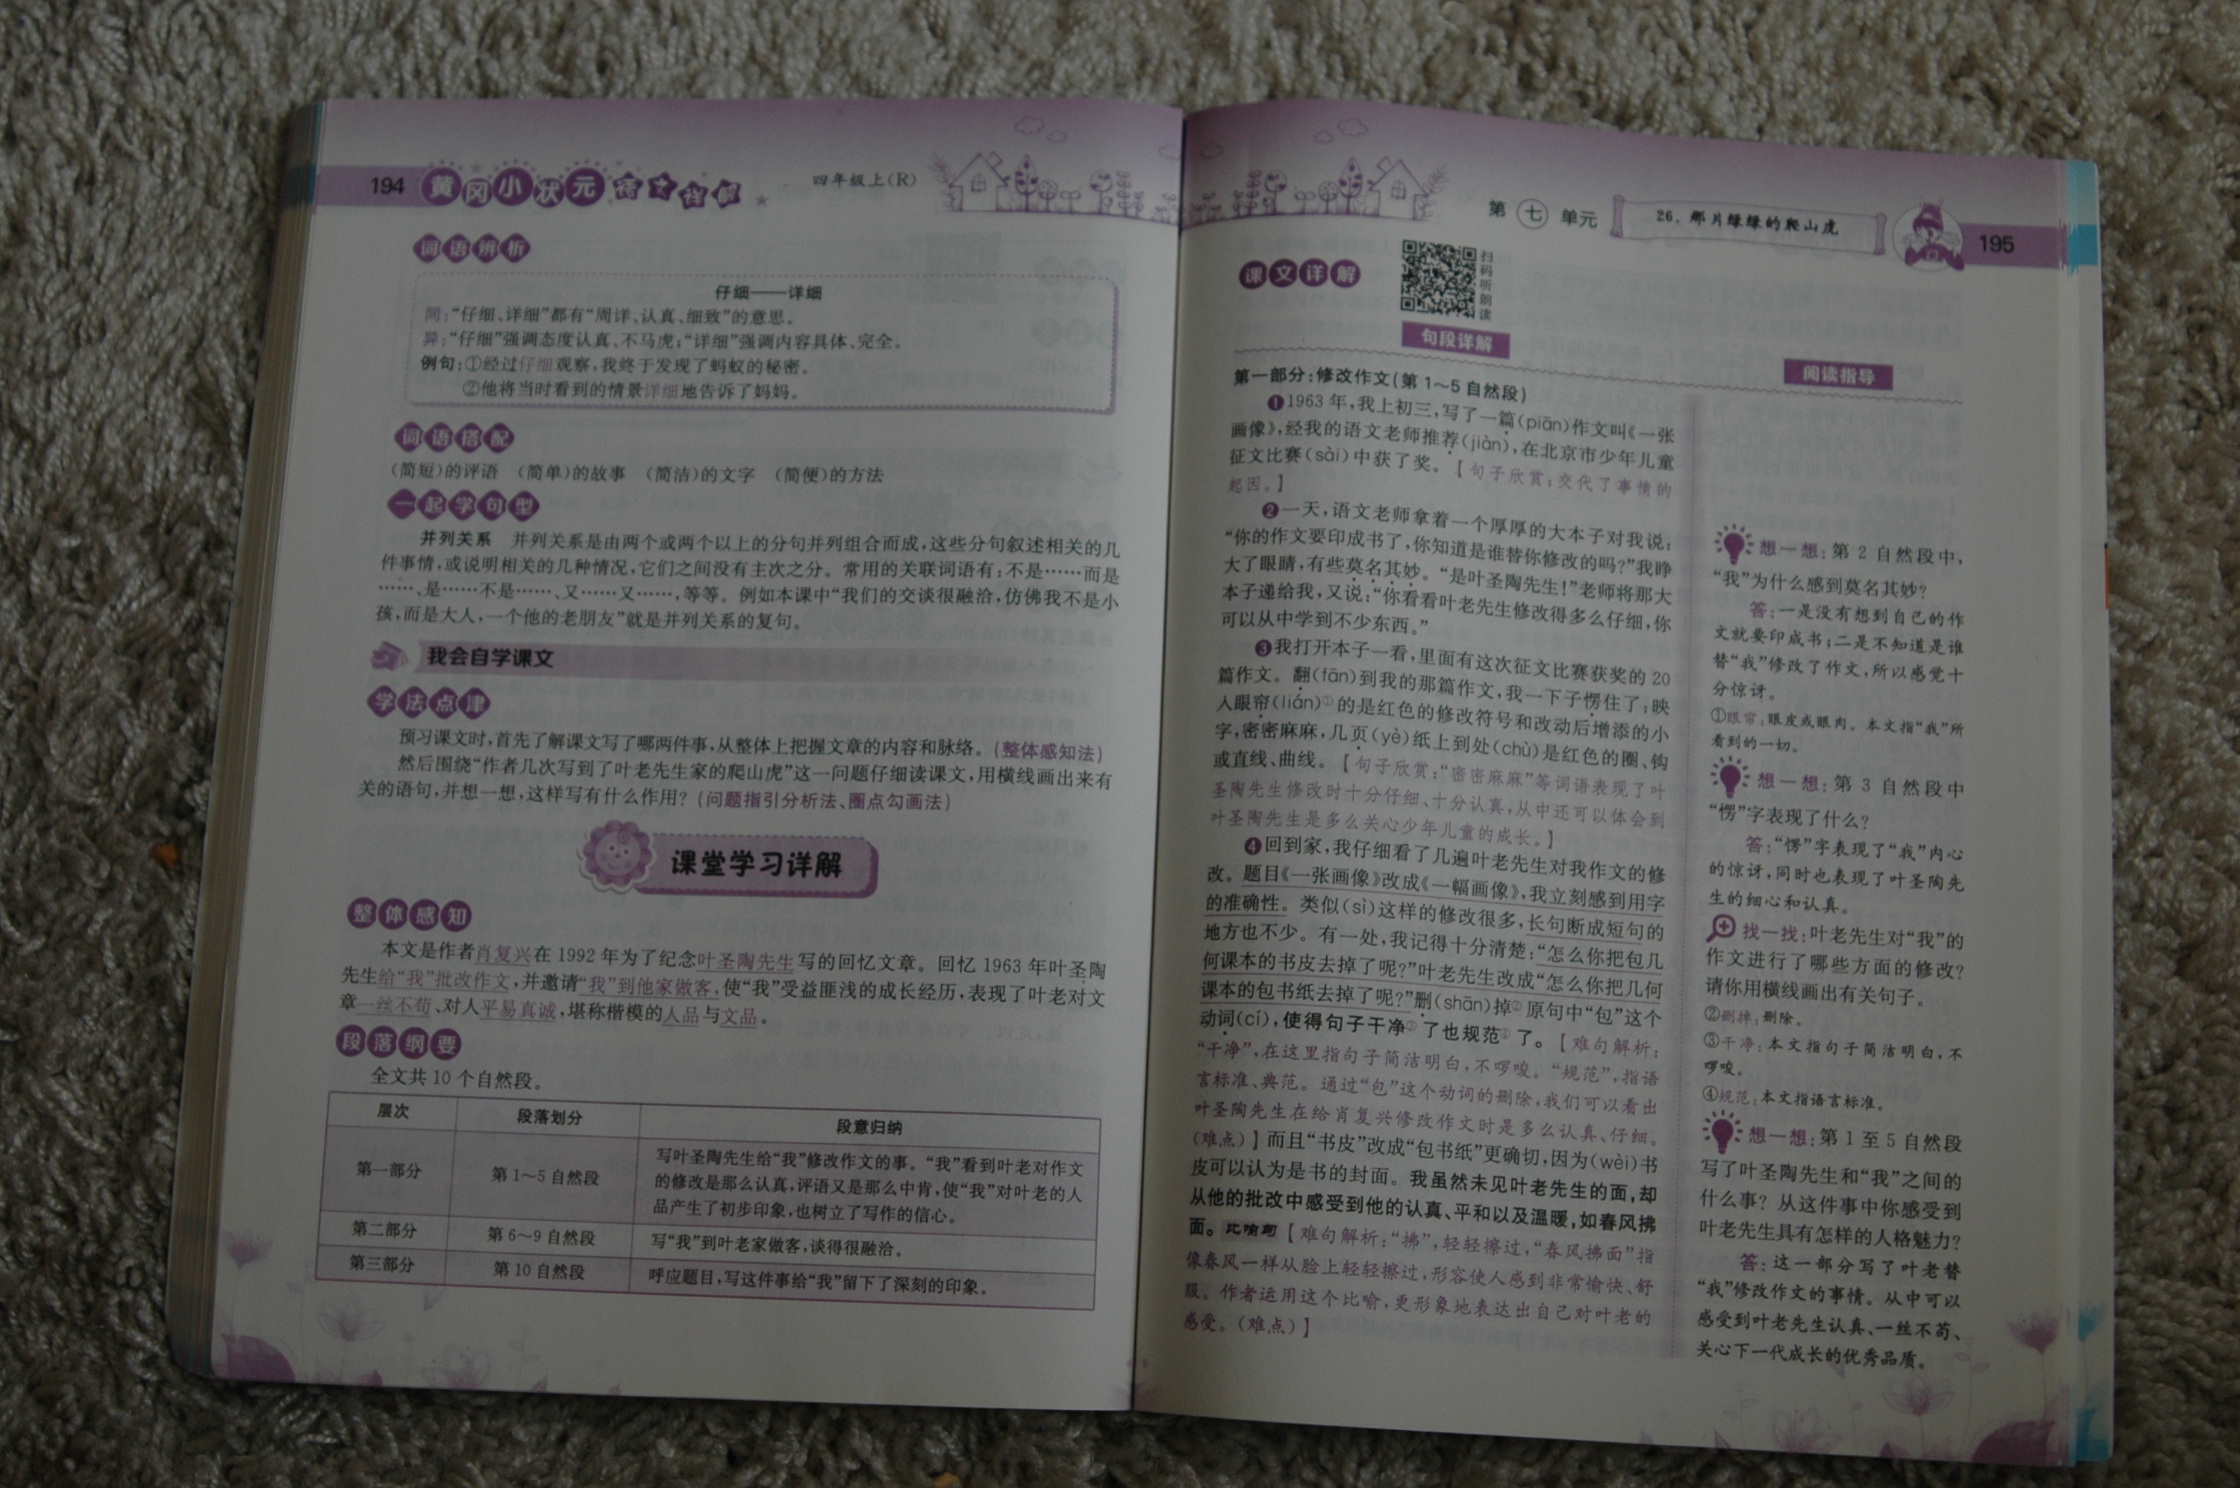 194 黄冈小状元 四年级上(R)
词语辨析
仔细——详细
同:“仔细、详细”都有“周详,认真、细致”的意思。
异:“仔细”强调态度认真、不马虎;“详细”强调内容具体、完全。
例句:①经过仔细观察,我终于发现了蚂蚁的秘密。
②他将当时看到的情景详细地告诉了妈妈。
词语搭配
(简短)的评语 (简单)的故事 (简洁)的文字 (简便)的方法
一起学句型
并列关系 并列关系是由两个或两个以上的分句并列组合而成,这些分句叙述相关的几
件事情,或说明相关的几种情况,它们之间没有主次之分。常用的关联词语有:不是……而是
……、是……不是……、又……又……,等等。例如本课中“我们的交谈很融洽,仿佛我不是小
孩,而是大人,一个他的老朋友”就是并列关系的复句。
我会自学课文
学法点津
预习课文时,首先了解课文写了哪两件事,从整体上把握文章的内容和脉络。(整体感知法)
然后围绕“作者几次写到了叶老先生家的爬山虎”这一问题仔细读课文,用横线画出来有
关的语句,并想一想,这样写有什么作用?(问题指引分析法、圈点勾画法)
课堂学习详解
整体感知
本文是作者肖复兴在1992年为了纪念叶圣陶先生写的回忆文章。回忆1963年叶圣陶
先生给“我”批改作文,并邀请“我”到他家做客,使“我”受益匪浅的成长经历,表现了叶老对文
章一丝不苟、对人平易真诚,堪称楷模的人品与文品。
段落纲要
全文共10个自然段。
层次 段落划分 段意归纳
第一部分 第1~5自然段 写叶圣陶先生给“我”修改作文的事。“我”看到叶老对作文
的修改是那么认真,评语又是那么中肯,使“我”对叶老的人
品产生了初步印象,也树立了写作的信心。
第二部分 第6~9自然段 写“我”到叶老家做客,谈得很融洽。
第三部分 第10自然段 呼应题目,写这件事给“我”留下了深刻的印象。
第七单元 26.那片绿绿的爬山虎 195
课文详解
扫码听朗读
句段详解
阅读指导
第一部分:修改作文(第1~5自然段)
❶1963年,我上初三,写了一篇(piān)作文叫《一张
画像》,经我的语文老师推荐(jiàn),在北京市少年儿童
征文比赛(sài)中获了奖。【句子欣赏:交代了事情的
起因。】
❷一天,语文老师拿着一个厚厚的大本子对我说:
“你的作文要印成书了,你知道是谁替你修改的吗?”我睁
大了眼睛,有些莫名其妙。“是叶圣陶先生!”老师将那大
本子递给我,又说:“你看看叶老先生修改得多么仔细,你
可以从中学到不少东西。”
❸我打开本子一看,里面有这次征文比赛获奖的20
篇作文。翻(fān)到我的那篇作文,我一下子愣住了:映
入眼帘(lián)①的是红色的修改符号和改动后增添的小
字,密密麻麻,几页(yè)纸上到处(chù)是红色的圈、钩
或直线、曲线。【句子欣赏:“密密麻麻”等词语表现了叶
圣陶先生修改时十分仔细、十分认真,从中还可以体会到
叶圣陶先生是多么关心少年儿童的成长。】
❹回到家,我仔细看了几遍叶老先生对我作文的修
改。题目《一张画像》改成《一幅画像》,我立刻感到用字
的准确性。类似(sì)这样的修改很多,长句断成短句的
地方也不少。有一处,我记得十分清楚:“怎么你把包几
何课本的书皮去掉了呢?”叶老先生改成“怎么你把几何
课本的包书纸去掉了呢?”删(shān)掉②原句中“包”这个
动词(cí),使得句子干净③了也规范④了。【难句解析:
“干净”,在这里指句子简洁明白,不啰唆。“规范”,指语
言标准、典范。通过“包”这个动词的删除,我们可以看出
叶圣陶先生在给肖复兴修改作文时是多么认真、仔细。
(难点)】而且“书皮”改成“包书纸”更确切,因为(wèi)书
皮可以认为是书的封面。我虽然未见叶老先生的面,却
从他的批改中感受到他的认真、平和以及温暖,如春风拂
面。比喻句【难句解析:“拂”,轻轻擦过,“春风拂面”指
像春风一样从脸上轻轻擦过,形容使人感到非常愉快、舒
服。作者运用这个比喻,更形象地表达出自己对叶老的
感受。(难点)】
想一想:第2自然段中,
“我”为什么感到莫名其妙?
答:一是没有想到自己的作
文就要印成书;二是不知道是谁
替“我”修改了作文,所以感觉十
分惊讶。
①眼帘:眼皮或眼内。本文指“我”所
看到的一切。
想一想:第3自然段中
“愣”字表现了什么?
答:“愣”字表现了“我”内心
的惊讶,同时也表现了叶圣陶先
生的细心和认真。
找一找:叶老先生对“我”的
作文进行了哪些方面的修改?
请你用横线画出有关句子。
②删掉:删除。
③干净:本文指句子简洁明白,不
啰唆。
④规范:本文指语言标准。
想一想:第1至5自然段
写了叶圣陶先生和“我”之间的
什么事?从这件事中你感受到
叶老先生具有怎样的人格魅力?
答:这一部分写了叶老替
“我”修改作文的事情。从中可以
感受到叶老先生认真、一丝不苟、
关心下一代成长的优秀品质。